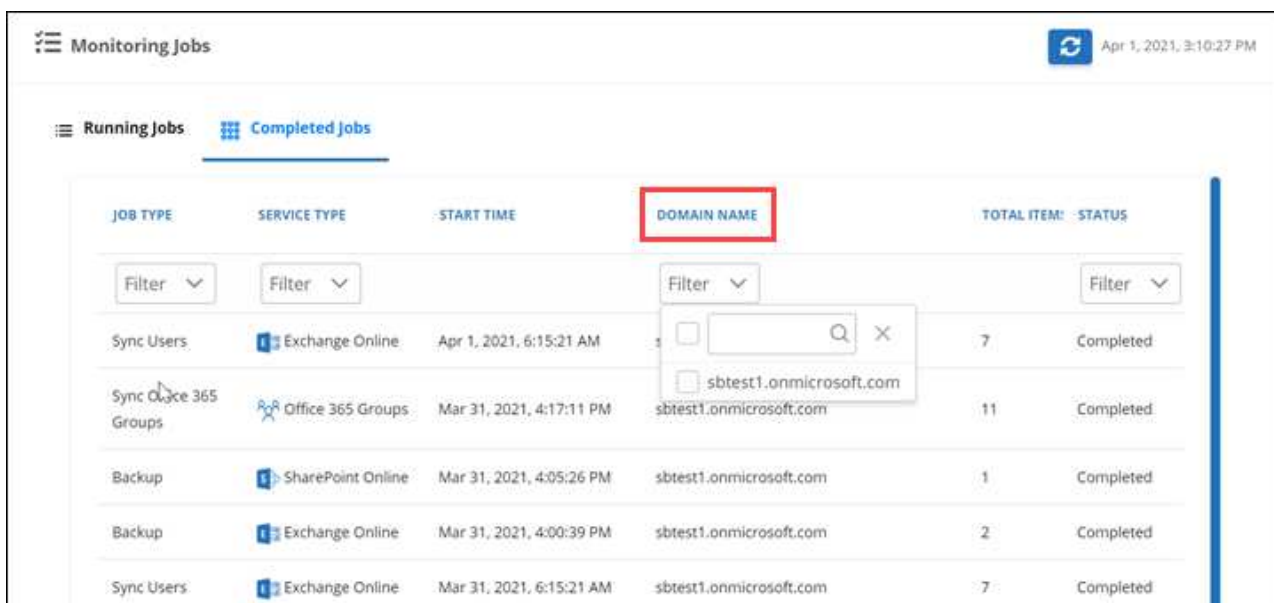 Monitoring Jobs
Apr 1, 2021, 3:10:27 PM
Running Jobs
Completed Jobs
JOB TYPE SERVICE TYPE START TIME DOMAIN NAME TOTAL ITEM: STATUS
Filter Filter Filter Filter
Sync Users Exchange Online Apr 1, 2021, 6:15:21 AM 7 Completed
sbtest1.onmicrosoft.com
Sync Office 365
Groups
Office 365 Groups Mar 31, 2021, 4:17:11 PM sbtest1.onmicrosoft.com 11 Completed
Backup SharePoint Online Mar 31, 2021, 4:05:26 PM sbtest1.onmicrosoft.com 1 Completed
Backup Exchange Online Mar 31, 2021, 4:00:39 PM sbtest1.onmicrosoft.com 2 Completed
Sync Users Exchange Online Mar 31, 2021, 6:15:21 AM sbtest1.onmicrosoft.com 7 Completed